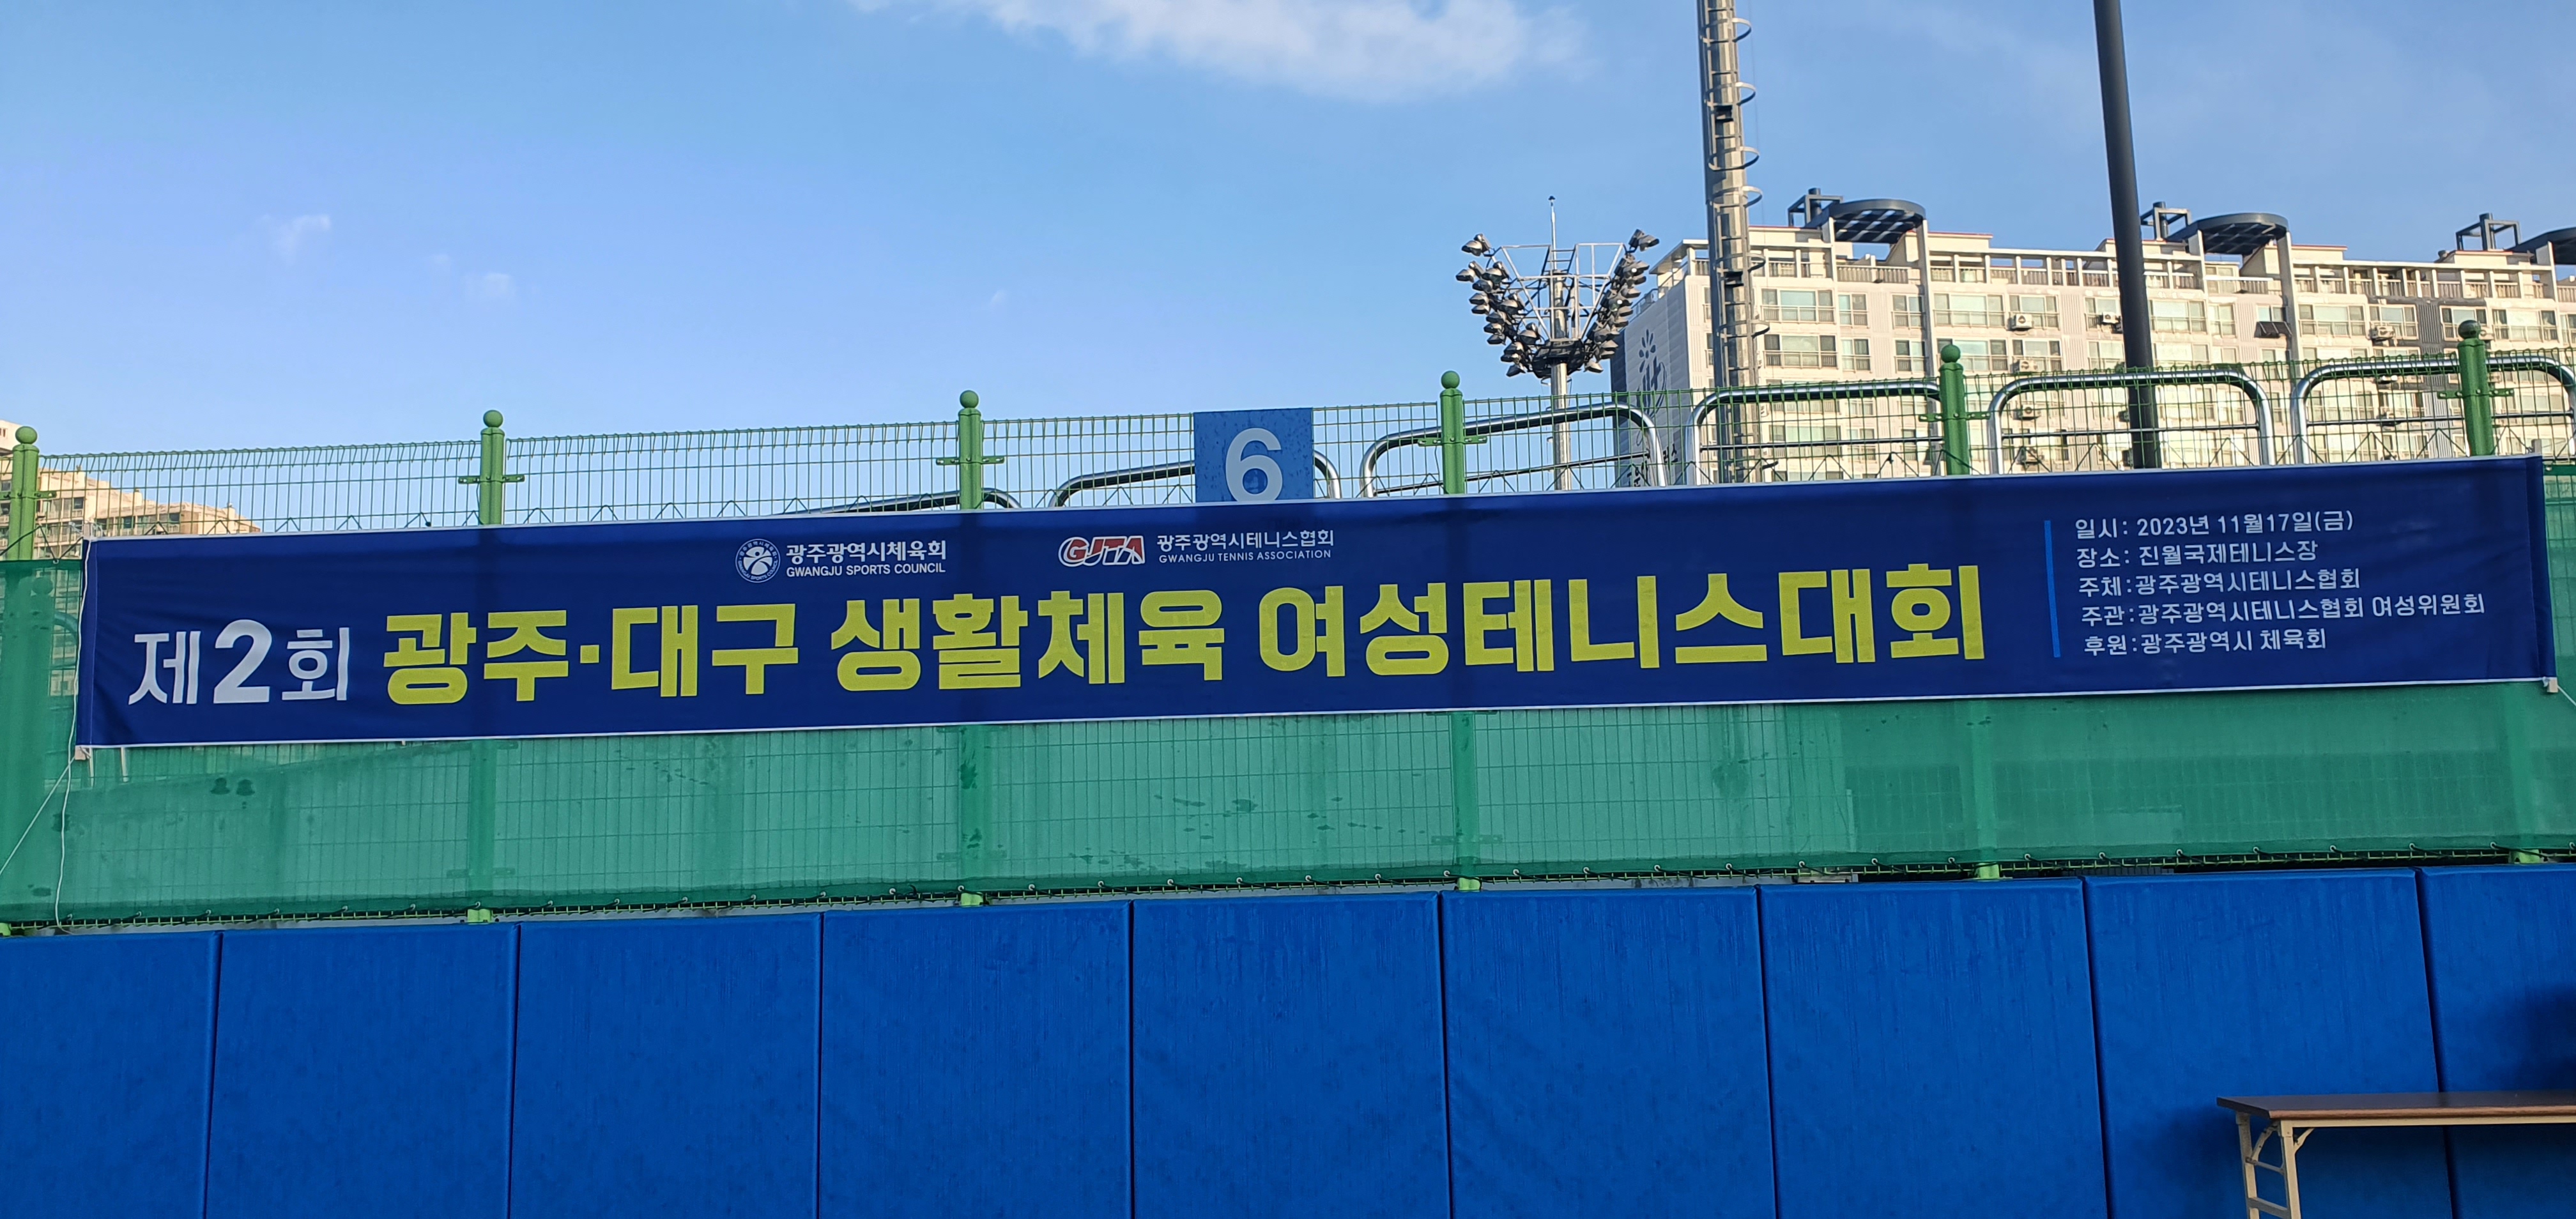 6
광주광역시체육회
GWANGJU SPORTS COUNCIL
GJTA
광주광역시테니스협회
GWANGJU TENNIS ASSOCIATION
제2회 광주·대구 생활체육 여성테니스대회
일시: 2023년 11월17일(금)
장소: 진월국제테니스장
주체:광주광역시테니스협회
주관:광주광역시테니스협회 여성위원회
후원:광주광역시 체육회